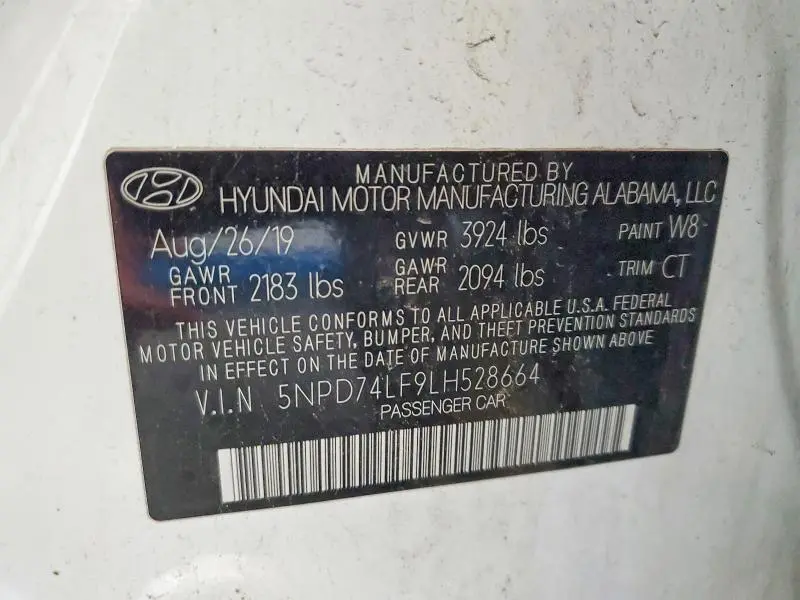 MANUFACTURED BY
HYUNDAI MOTOR MANUFACTURING ALABAMA, LLC
Aug/26/19 GVWR 3924 lbs PAINT W8
GAWR FRONT 2183 lbs GAWR REAR 2094 lbs TRIM CT
THIS VEHICLE CONFORMS TO ALL APPLICABLE U.S.A. FEDERAL
MOTOR VEHICLE SAFETY, BUMPER, AND THEFT PREVENTION STANDARDS
IN EFFECT ON THE DATE OF MANUFACTURE SHOWN ABOVE
V.I.N 5NPD74LF9LH528664
PASSENGER CAR